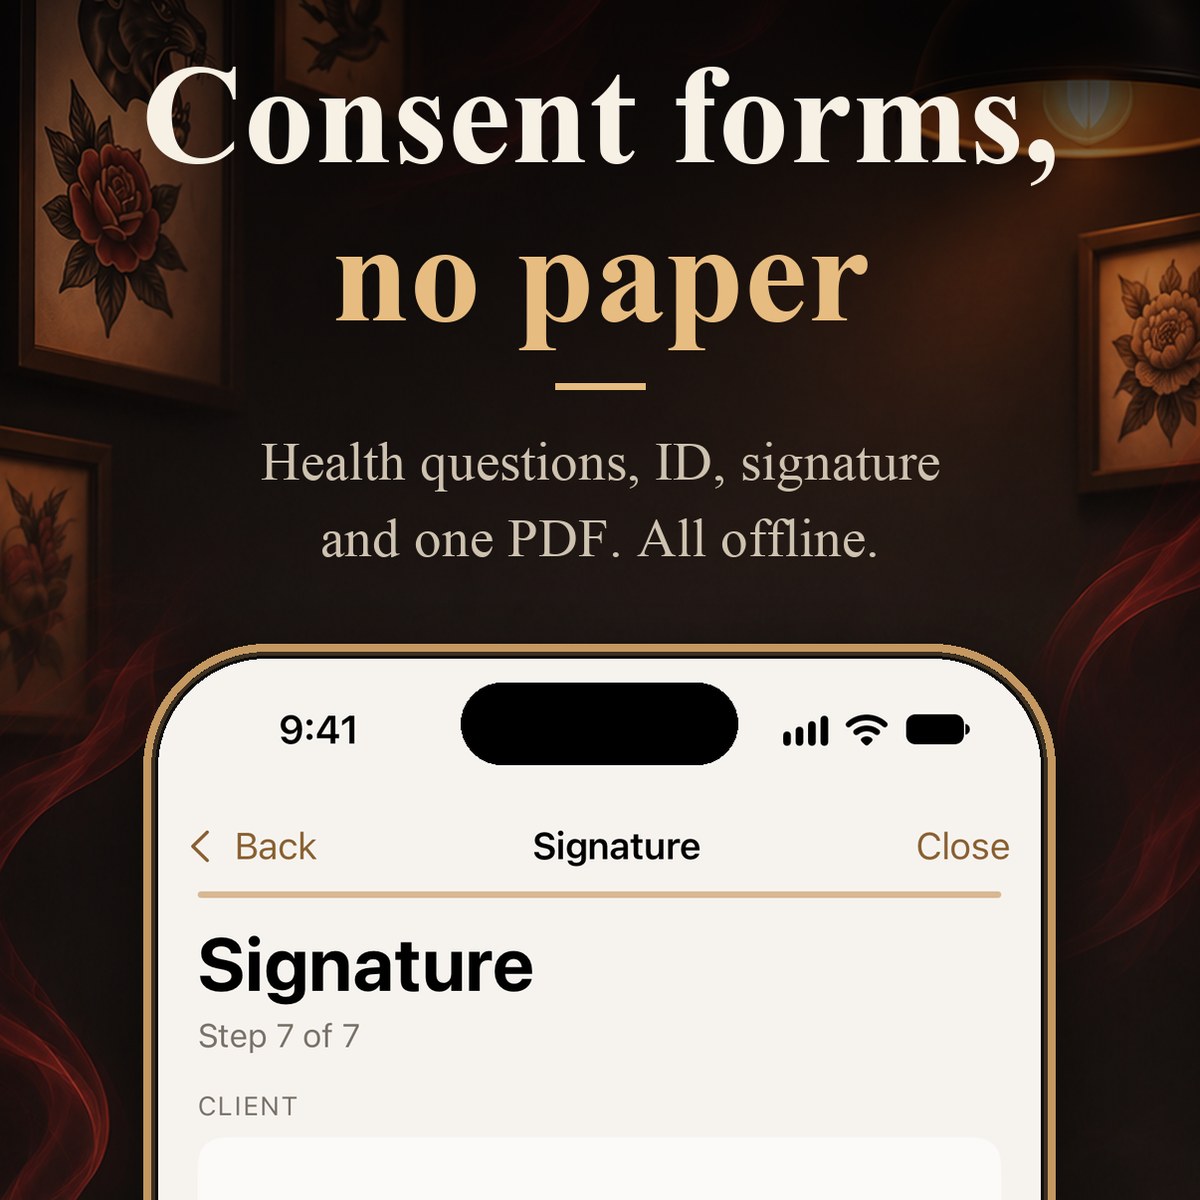 Consent forms,
no paper
Health questions, ID, signature
and one PDF. All offline.
9:41
Back Signature Close
Signature
Step 7 of 7
CLIENT